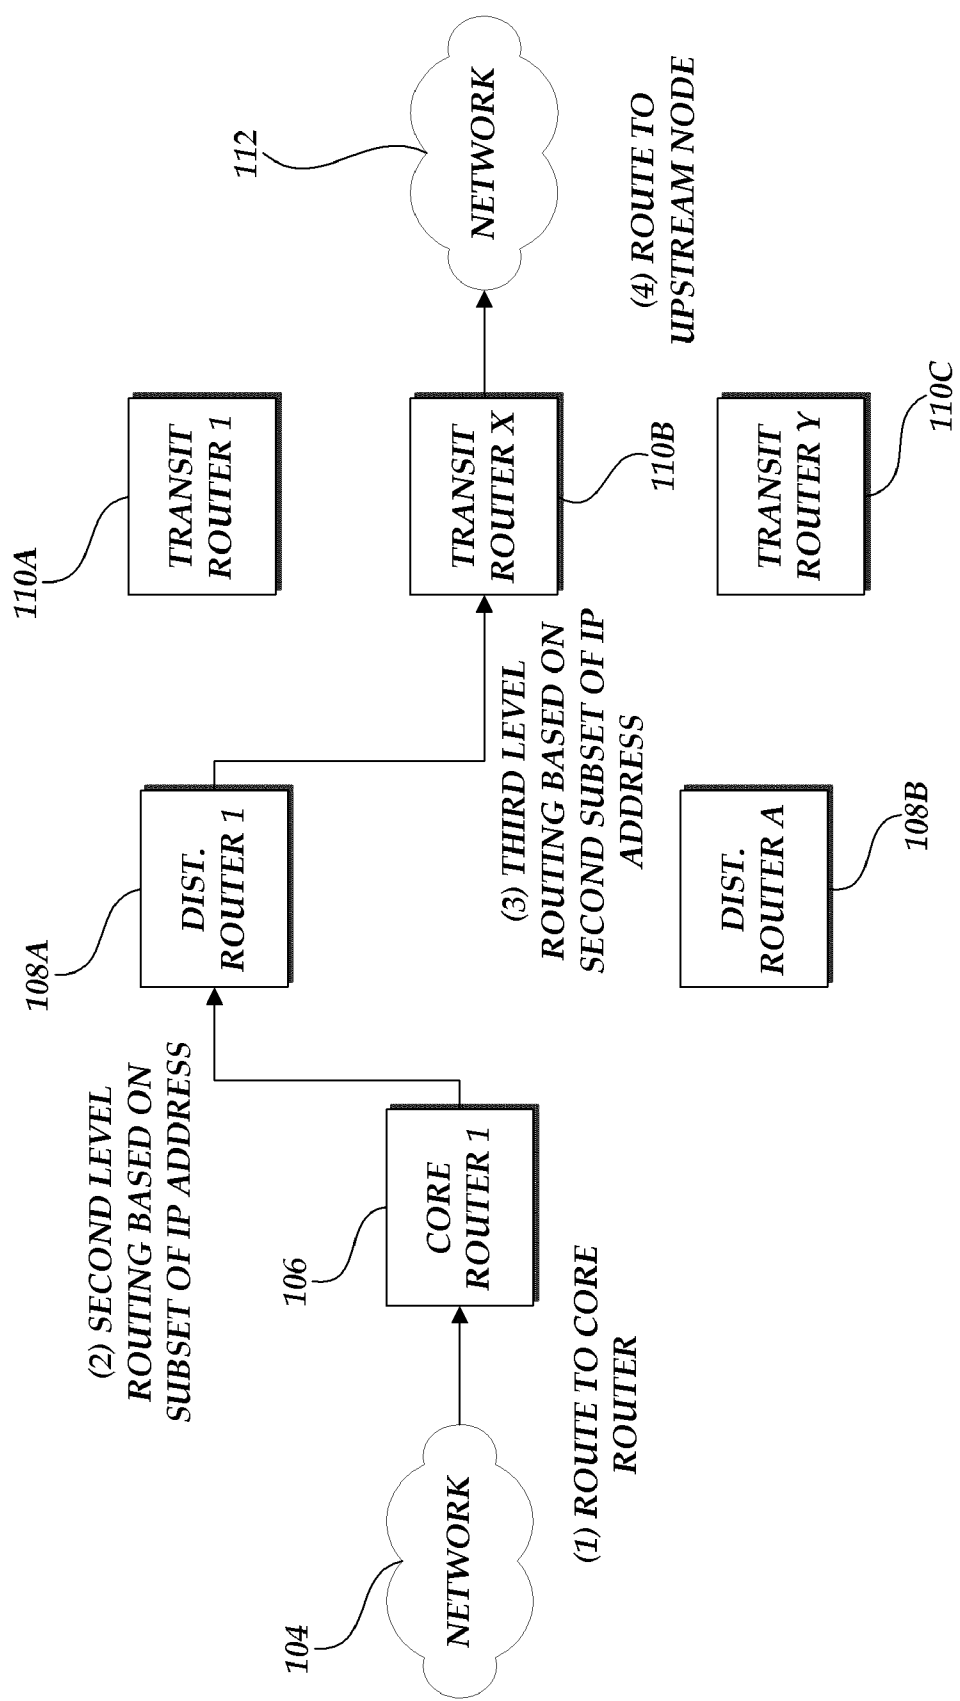 104
NETWORK
(1) ROUTE TO CORE
ROUTER
106
CORE
ROUTER 1
(2) SECOND LEVEL
ROUTING BASED ON
SUBSET OF IP ADDRESS
108A
DIST.
ROUTER 1
108B
DIST.
ROUTER A
(3) THIRD LEVEL
ROUTING BASED ON
SECOND SUBSET OF IP
ADDRESS
110A
TRANSIT
ROUTER 1
TRANSIT
ROUTER X
110B
TRANSIT
ROUTER Y
110C
112
NETWORK
(4) ROUTE TO
UPSTREAM NODE